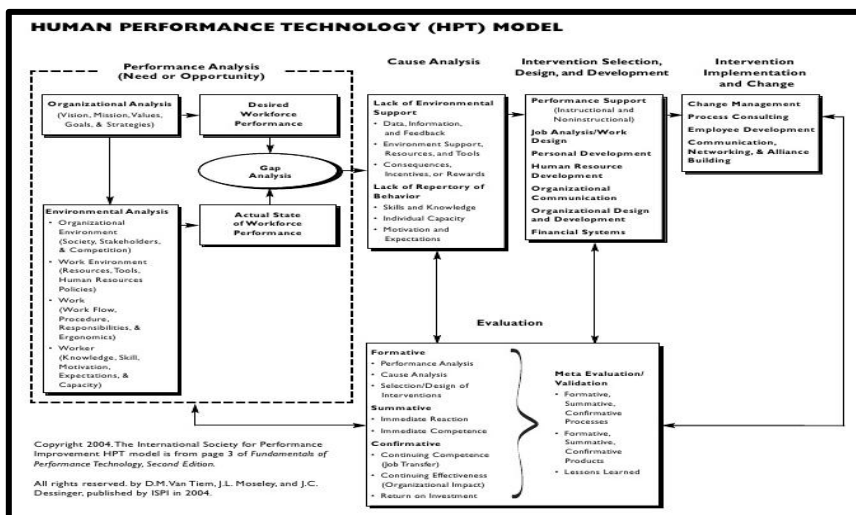 HUMAN PERFORMANCE TECHNOLOGY (HPT) MODEL
Performance Analysis
(Need or Opportunity)
Organizational Analysis
(Vision, Mission, Values,
Goals, & Strategies)
Desired
Workforce
Performance
Gap
Analysis
Environmental Analysis
• Organizational
Environment
(Society, Stakeholders,
& Competition)
• Work Environment
(Resources, Tools,
Human Resources
Policies)
• Work
(Work Flow,
Procedure,
Responsibilities, &
Ergonomics)
• Worker
(Knowledge, Skill,
Motivation,
Expectations, &
Capacity)
Actual State
of Workforce
Performance
Cause Analysis
Lack of Environmental
Support
• Data, Information,
and Feedback
• Environment Support,
Resources, and Tools
• Consequences,
Incentives, or Rewards
Lack of Repertory of
Behavior
• Skills and Knowledge
• Individual Capacity
• Motivation and
Expectations
Intervention Selection,
Design, and Development
Performance Support
(Instructional and
Noninstructional)
Job Analysis/Work
Design
Personal Development
Human Resource
Development
Organizational
Communication
Organizational Design
and Development
Financial Systems
Intervention
Implementation
and Change
Change Management
Process Consulting
Employee Development
Communication,
Networking, & Alliance
Building
Evaluation
Formative
• Performance Analysis
• Cause Analysis
• Selection/Design of
Interventions
Summative
• Immediate Reaction
• Immediate Competence
Confirmative
• Continuing Competence
(Job Transfer)
• Continuing Effectiveness
(Organizational Impact)
• Return on Investment
Meta Evaluation/
Validation
• Formative,
Summative,
Confirmative
Processes
• Formative,
Summative,
Confirmative
Products
• Lessons Learned
Copyright 2004. The International Society for Performance
Improvement HPT model is from page 3 of Fundamentals of
Performance Technology, Second Edition.
All rights reserved. by D.M. Van Tiem, J.L. Moseley, and J.C.
Dessinger, published by ISPI in 2004.